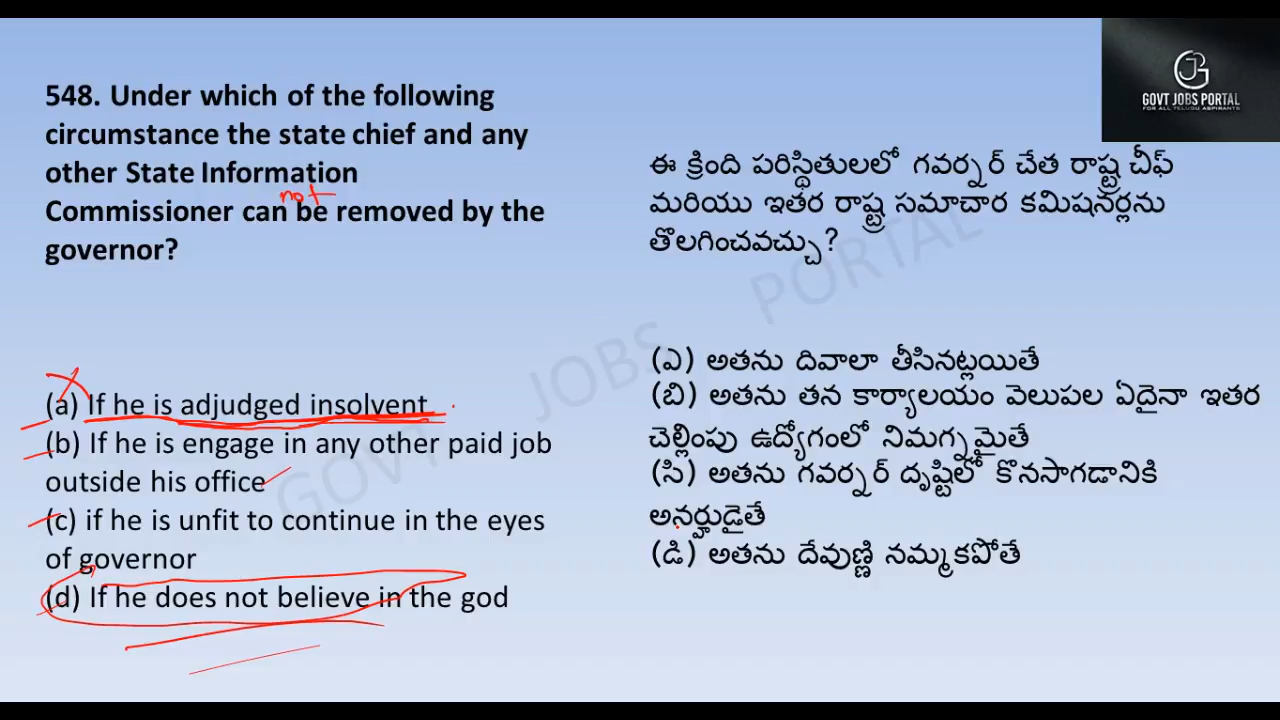 GOVT JOBS PORTAL
FOR ALL TELUGU ASPIRANTS
548. Under which of the following
circumstance the state chief and any
other State Information
not
Commissioner can be removed by the
governor?
(a) If he is adjudged insolvent
(b) If he is engage in any other paid job
outside his office
(c) if he is unfit to continue in the eyes
of governor
(d) If he does not believe in the god
ఈ క్రింది పరిస్థితులలో గవర్నర్ చేత రాష్ట్ర చీఫ్
మరియు ఇతర రాష్ట్ర సమాచార కమిషనర్లను
తొలగించవచ్చు?
(ఎ) అతను దివాలా తీసినట్లయితే
(బి) అతను తన కార్యాలయం వెలుపల ఏదైనా ఇతర
చెల్లింపు ఉద్యోగంలో నిమగ్నమైతే
(సి) అతను గవర్నర్ దృష్టిలో కొనసాగడానికి
అనర్హుడైతే
(డి) అతను దేవుణ్ణి నమ్మకపోతే
GOVT JOBS PORTAL